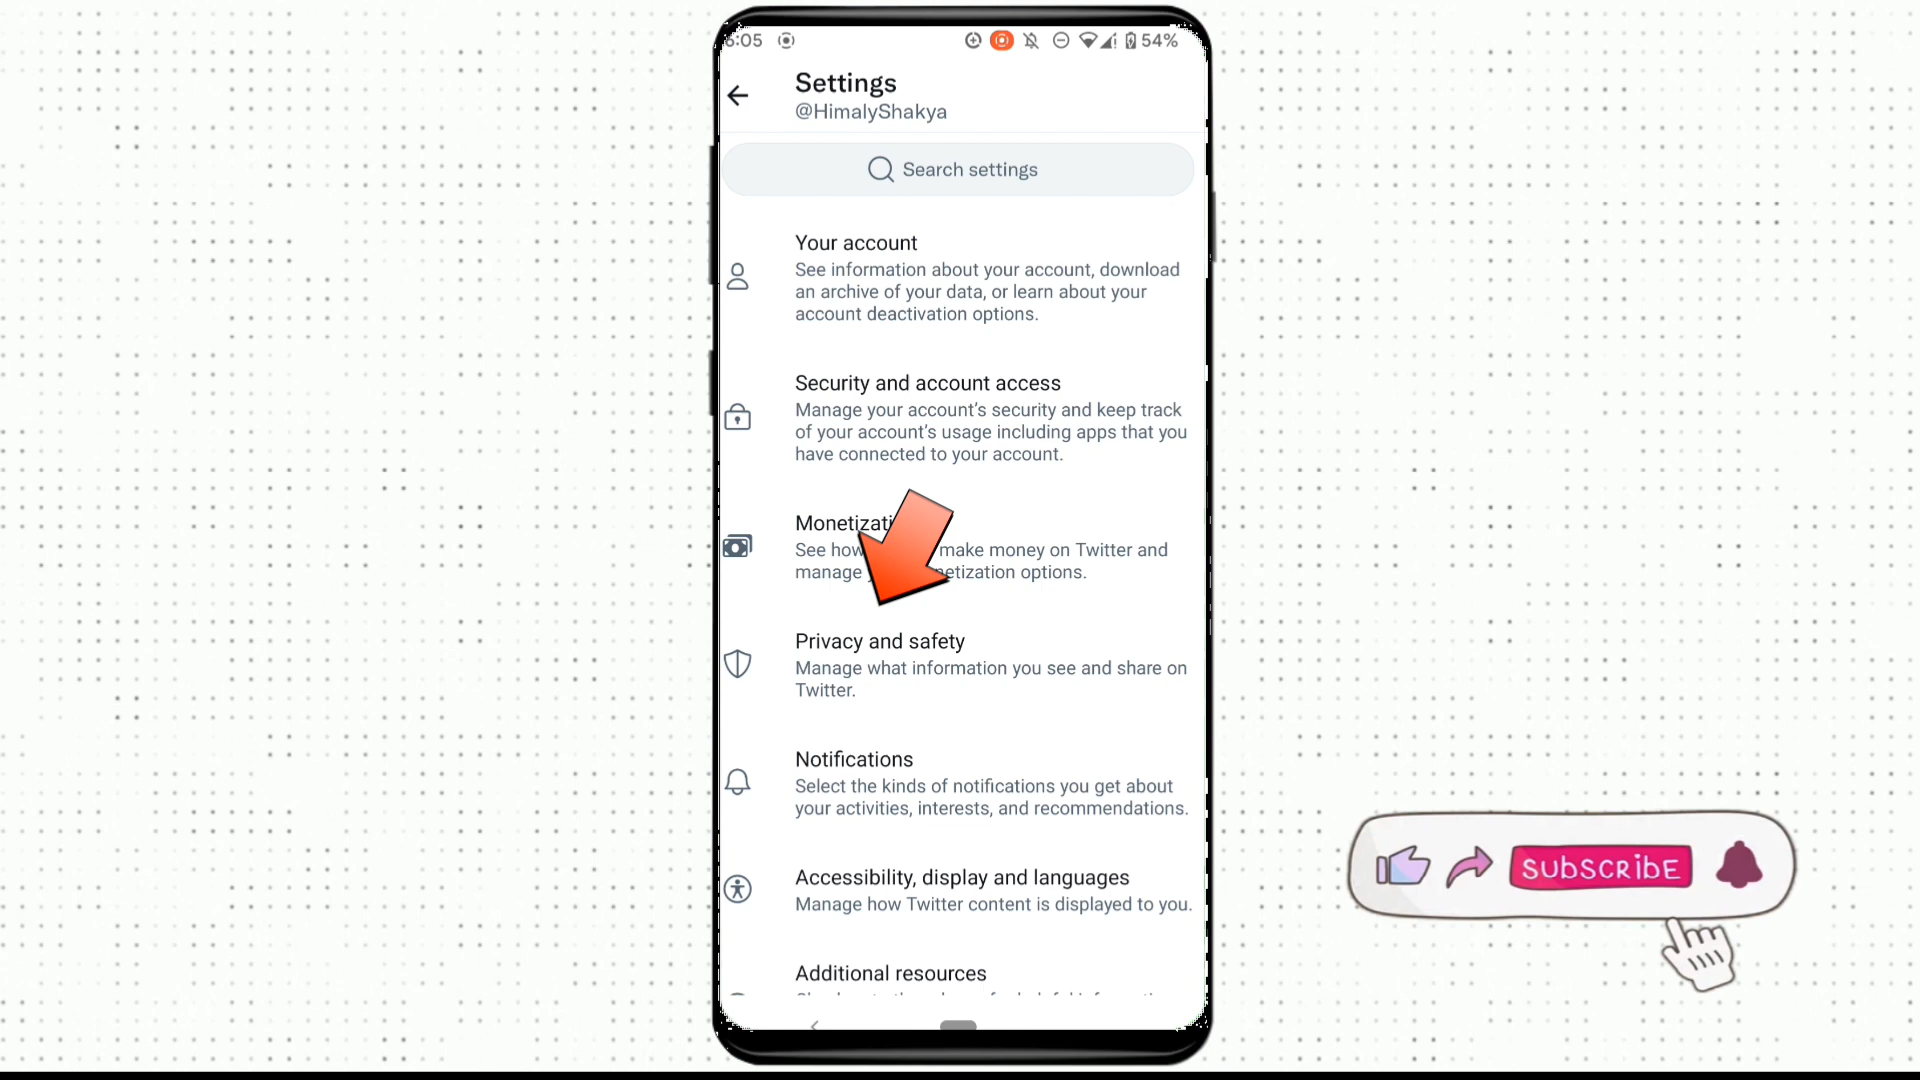 6:05
54%
Settings
@HimalyShakya
Search settings
Your account
See information about your account, download
an archive of your data, or learn about your
account deactivation options.
Security and account access
Manage your account's security and keep track
of your account's usage including apps that you
have connected to your account.
See how make money on Twitter and
manage options.
Privacy and safety
Manage what information you see and share on
Twitter.
Notifications
Select the kinds of notifications you get about
your activities, interests, and recommendations.
Accessibility, display and languages
Manage how Twitter content is displayed to you.
Additional resources
SUBSCRIBE